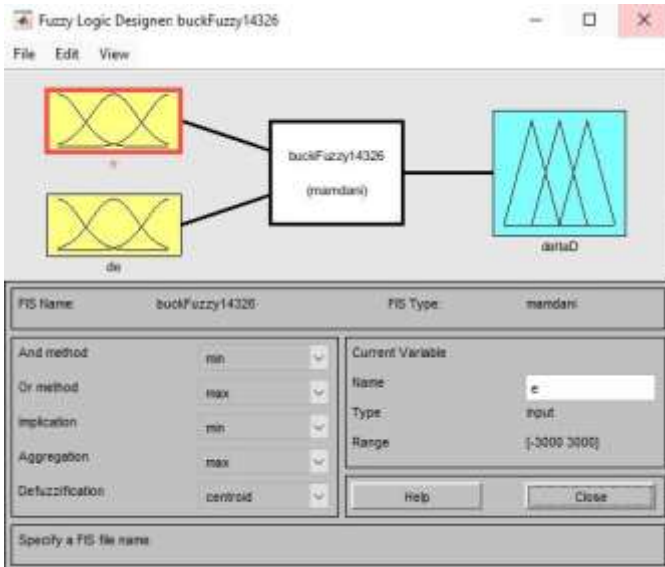 Fuzzy Logic Designer: buckFuzzy14326
File Edit View
e
buckFuzzy14326
(mamdani)
de
deltaD
FIS Name: buckFuzzy14326 FIS Type: mamdani
And method min
Or method max
Implication min
Aggregation max
Defuzzification centroid
Current Variable
Name e
Type input
Range [-3000 3000]
Help Close
Specify a FIS file name